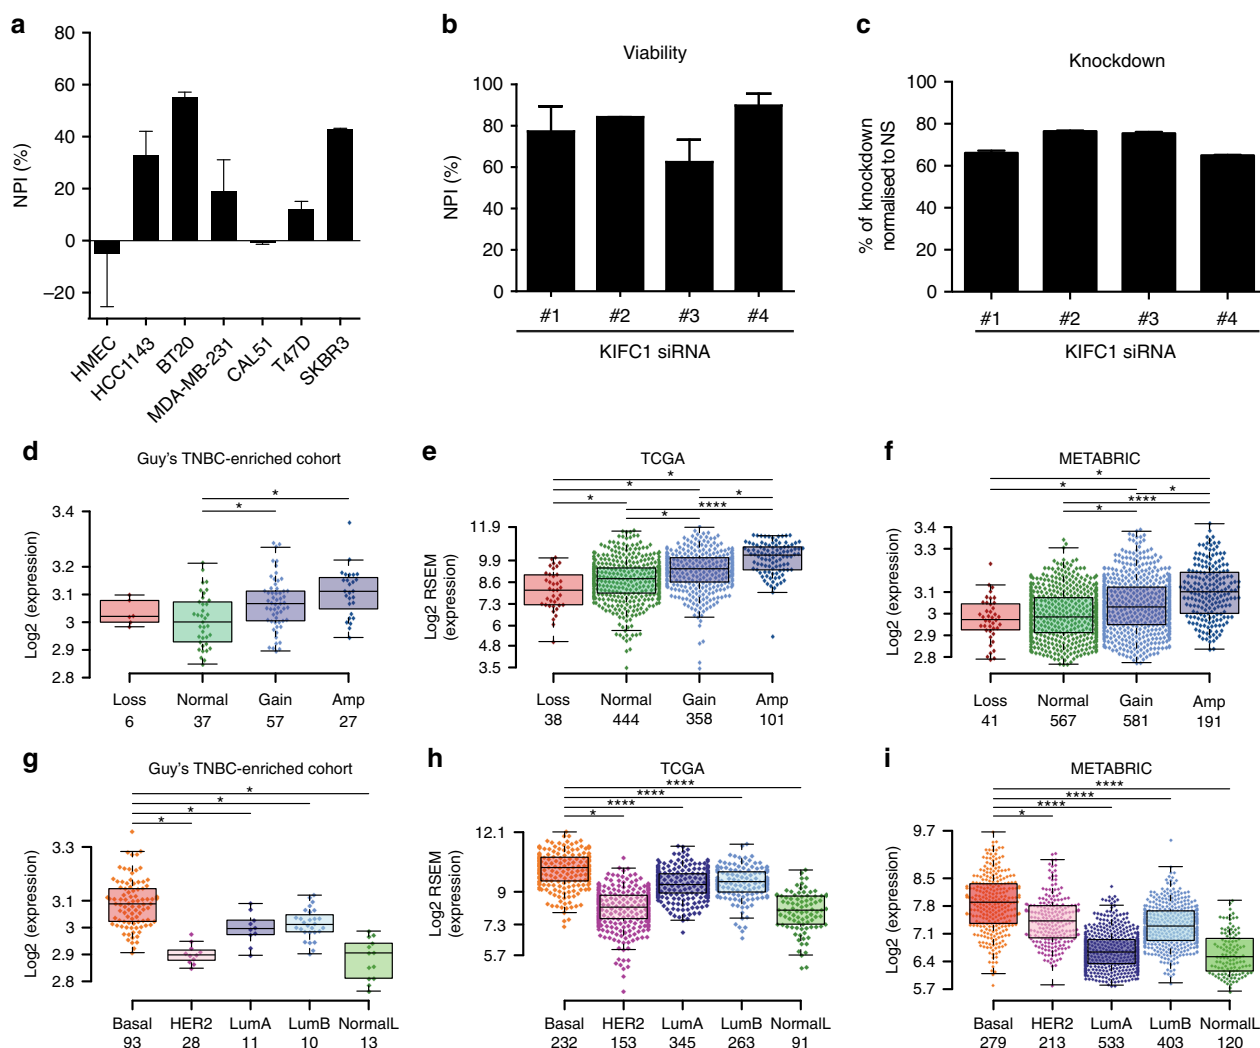 a
80
60
40
20
0
–20
NPI (%)
HMEC
HCC1143
BT20
MDA-MB-231
CAL51
T47D
SKBR3
b
Viability
100
80
60
40
20
0
NPI (%)
#1 #2 #3 #4
KIFC1 siRNA
c
Knockdown
100
80
60
40
20
0
% of knockdown
normalised to NS
#1 #2 #3 #4
KIFC1 siRNA
d
Guy's TNBC-enriched cohort
*
*
3.4
3.2
3.1
3
2.9
2.8
Log2 (expression)
Loss Normal Gain Amp
6 37 57 27
e
TCGA
*
*
* *
****
*
11.9
9.9
8.6
7.3
6
4.8
3.5
Log2 RSEM
(expression)
Loss Normal Gain Amp
38 444 358 101
f
METABRIC
*
* *
****
*
3.4
3.3
3.1
3
2.9
2.8
Log2 (expression)
Loss Normal Gain Amp
41 567 581 191
g
Guy's TNBC-enriched cohort
*
*
*
*
3.3
3.1
3
2.9
2.8
Log2 (expression)
Basal HER2 LumA LumB NormalL
93 28 11 10 13
h
TCGA
****
****
****
*
12.1
9
7.3
5.7
Log2 RSEM
(expression)
Basal HER2 LumA LumB NormalL
232 153 345 263 91
i
METABRIC
****
****
****
*
9.7
8.5
7.8
7.1
6.4
5.7
Log2 (expression)
Basal HER2 LumA LumB NormalL
279 213 533 403 120